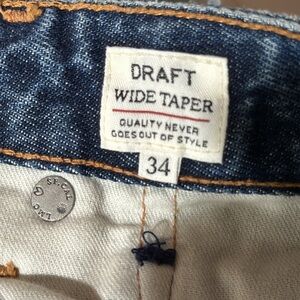 DRAFT
WIDE TAPER
QUALITY NEVER
GOES OUT OF STYLE
34